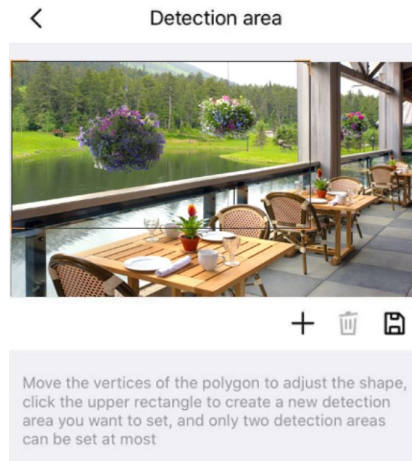 Detection area
Move the vertices of the polygon to adjust the shape,
click the upper rectangle to create a new detection
area you want to set, and only two detection areas
can be set at most